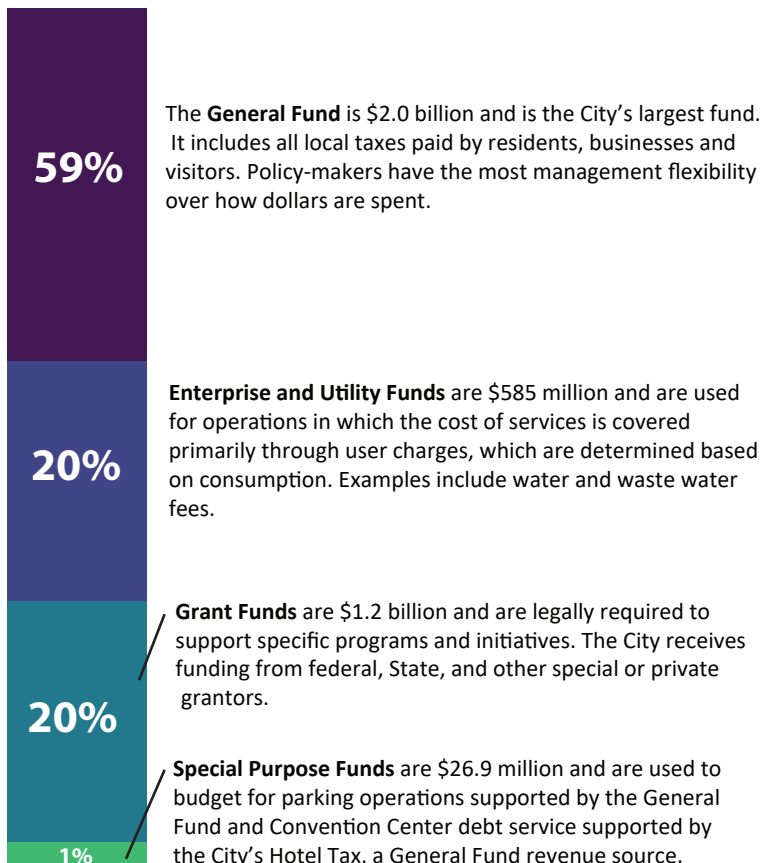 59%
The General Fund is $2.0 billion and is the City's largest fund.
It includes all local taxes paid by residents, businesses and
visitors. Policy-makers have the most management flexibility
over how dollars are spent.
20%
Enterprise and Utility Funds are $585 million and are used
for operations in which the cost of services is covered
primarily through user charges, which are determined based
on consumption. Examples include water and waste water
fees.
20%
Grant Funds are $1.2 billion and are legally required to
support specific programs and initiatives. The City receives
funding from federal, State, and other special or private
grantors.
1%
Special Purpose Funds are $26.9 million and are used to
budget for parking operations supported by the General
Fund and Convention Center debt service supported by
the City's Hotel Tax, a General Fund revenue source.